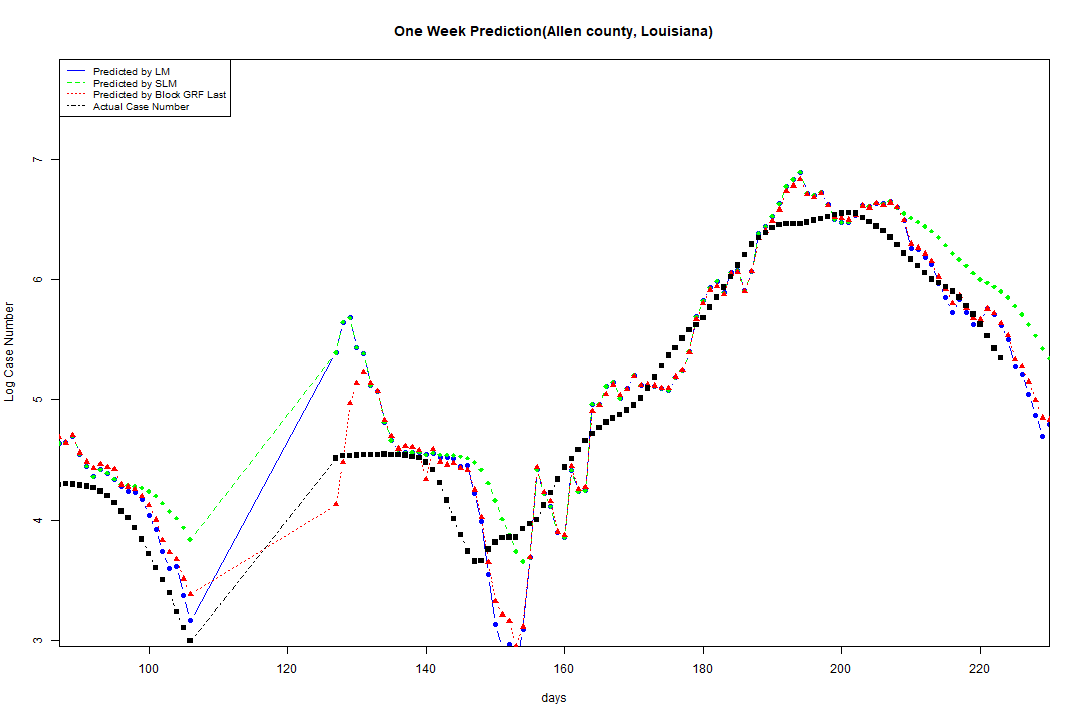 One Week Prediction(Allen county, Louisiana)
Predicted by LM
Predicted by SLM
Predicted by Block GRF Last
Actual Case Number
Log Case Number
7
6
5
4
3
100 120 140 160 180 200 220
days